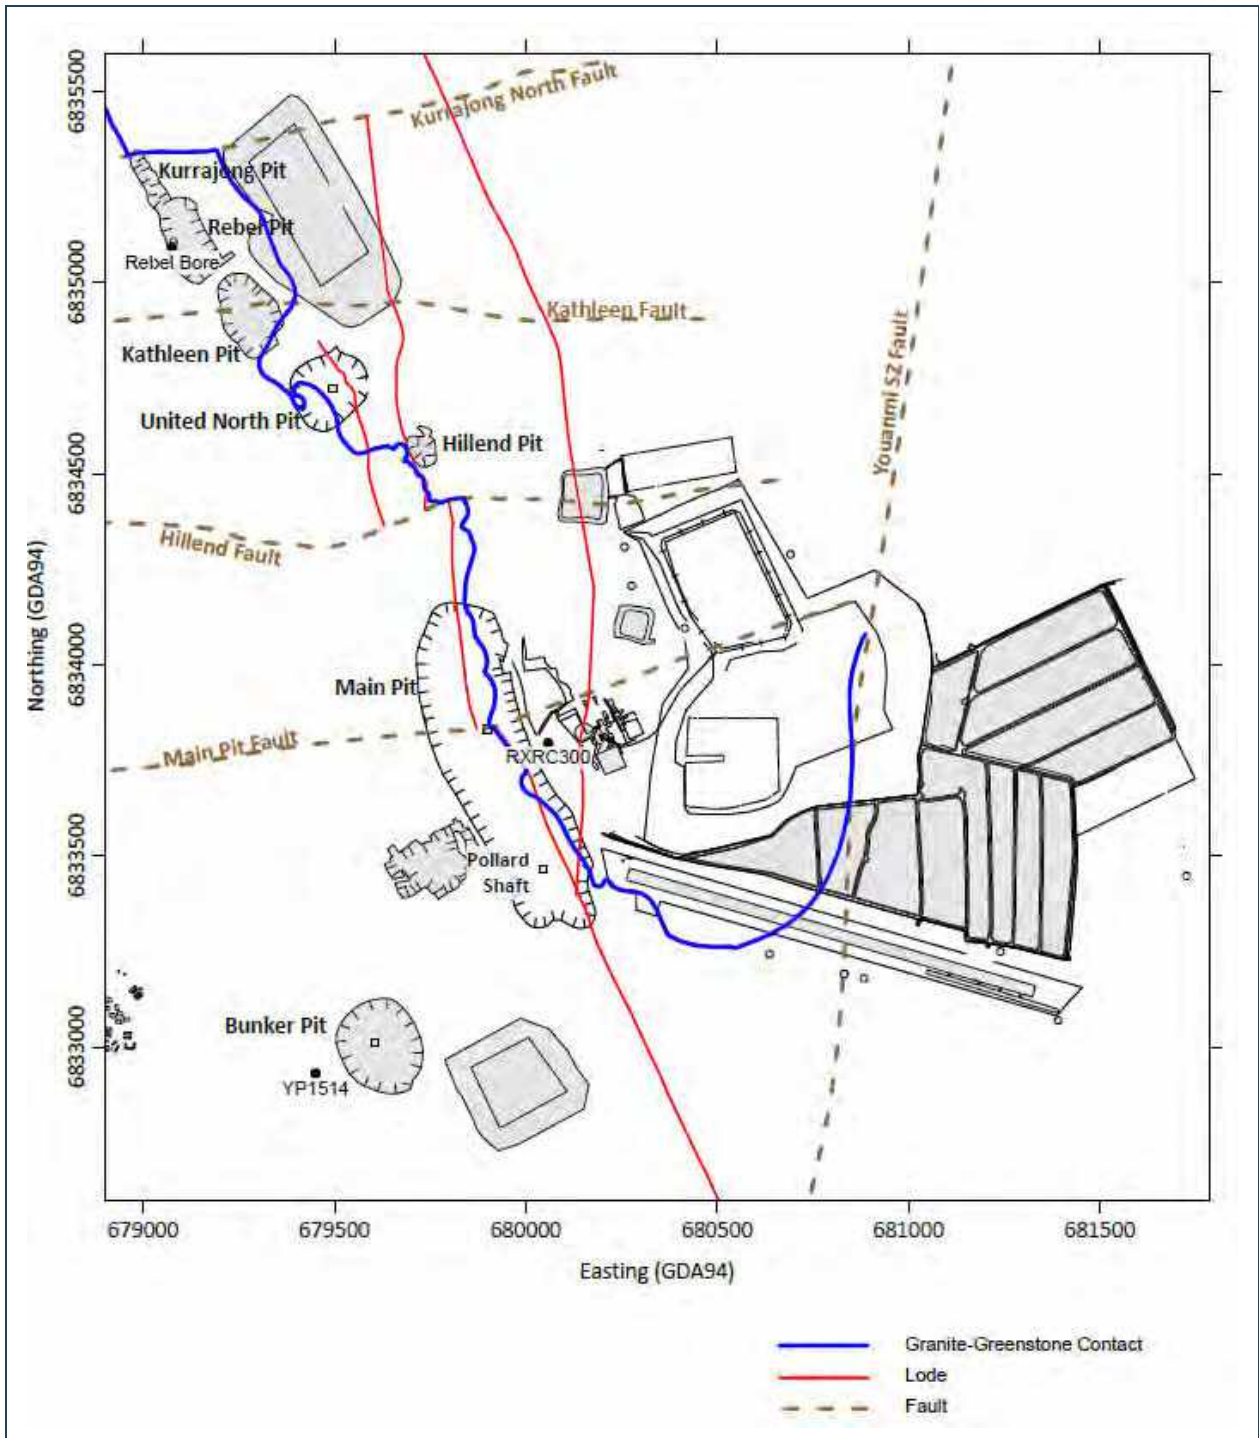 6835500
6835000
6834500
6834000
6833500
6833000
Northing (GDA94)
Kurrajong North Fault
Kurrajong Pit
Rebel Pit
Rebel Bore
Kathleen Fault
Kathleen Pit
United North Pit
Hillend Pit
Youanmi SZ Fault
Hillend Fault
Main Pit
Main Pit Fault
RXRC300
Pollard
Shaft
Bunker Pit
YP1514
679000
679500
680000
680500
681000
681500
Easting (GDA94)
Granite-Greenstone Contact
Lode
Fault